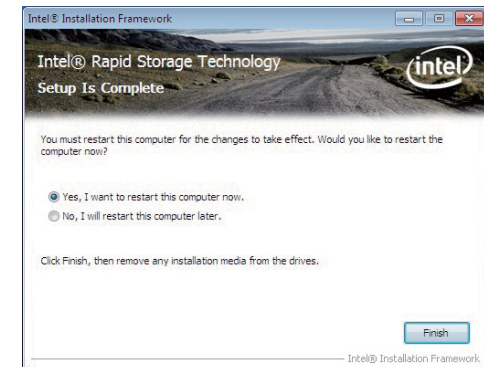 Intel® Installation Framework
Intel® Rapid Storage Technology
Setup Is Complete
intel
You must restart this computer for the changes to take effect. Would you like to restart the
computer now?
Yes, I want to restart this computer now.
No, I will restart this computer later.
Click Finish, then remove any installation media from the drives.
Finish
Intel® Installation Framework